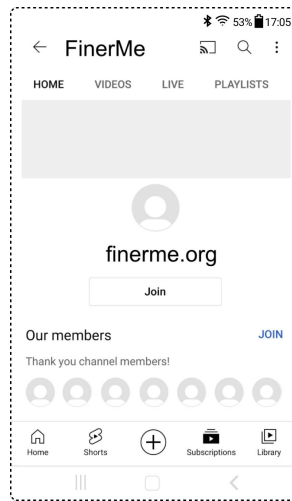 53% 17:05
FinerMe
HOME VIDEOS LIVE PLAYLISTS
finerme.org
Join
Our members JOIN
Thank you channel members!
Home Shorts Subscriptions Library